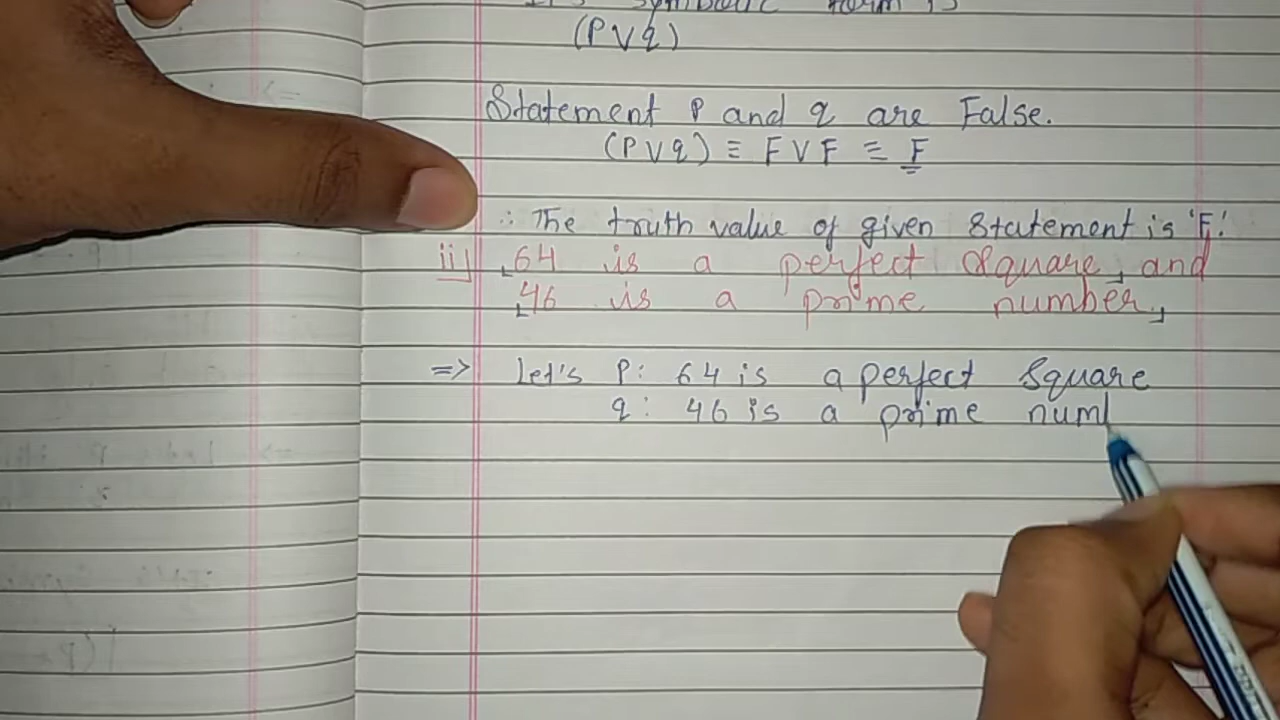 (P∨q)
Statement P and q are False.
(P∨q) ≡ F∨F ≡ F
∴ The truth value of given Statement is 'F'.
ii] 64 is a perfect Square, and
46 is a prime number,
=> Let's P: 64 is a perfect Square
q: 46 is a prime num